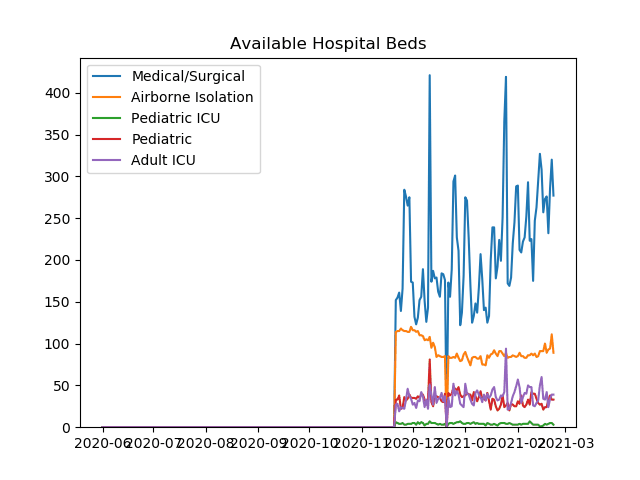 Available Hospital Beds
Medical/Surgical
Airborne Isolation
Pediatric ICU
Pediatric
Adult ICU
400
350
300
250
200
150
100
50
0
2020-06 2020-07 2020-08 2020-09 2020-10 2020-11 2020-12 2021-01 2021-02 2021-03